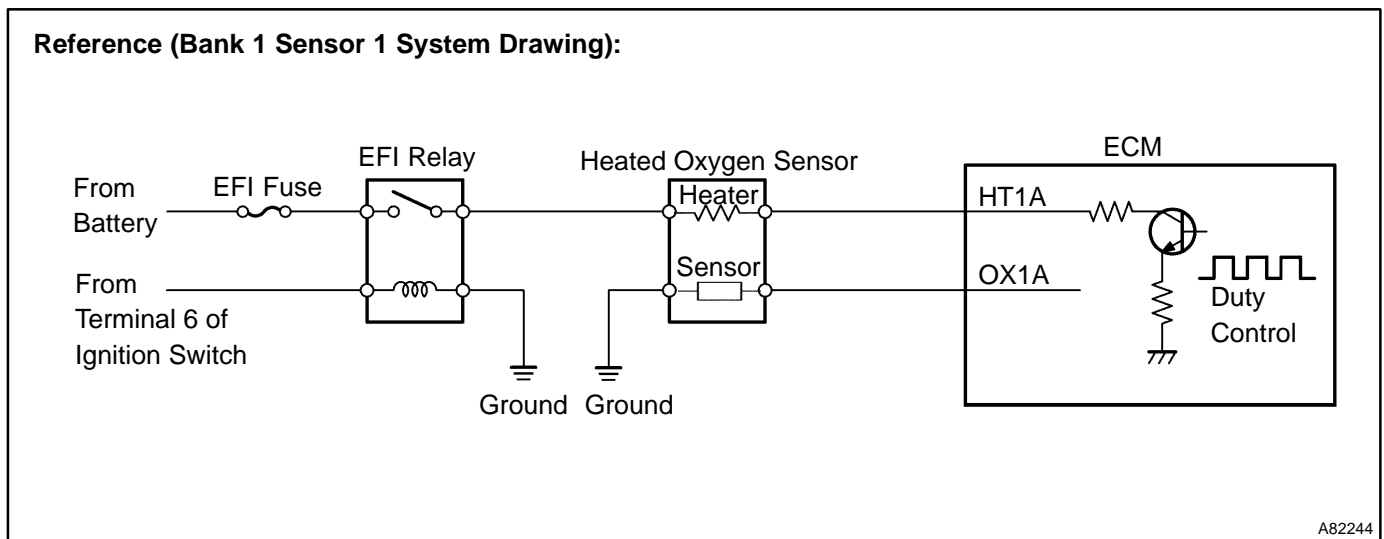 Reference (Bank 1 Sensor 1 System Drawing):
ECM
EFI Relay
Heated Oxygen Sensor
From
Battery
EFI Fuse
Heater
HT1A
From
Terminal 6 of
Ignition Switch
Sensor
OX1A
Duty
Control
Ground
Ground
A82244